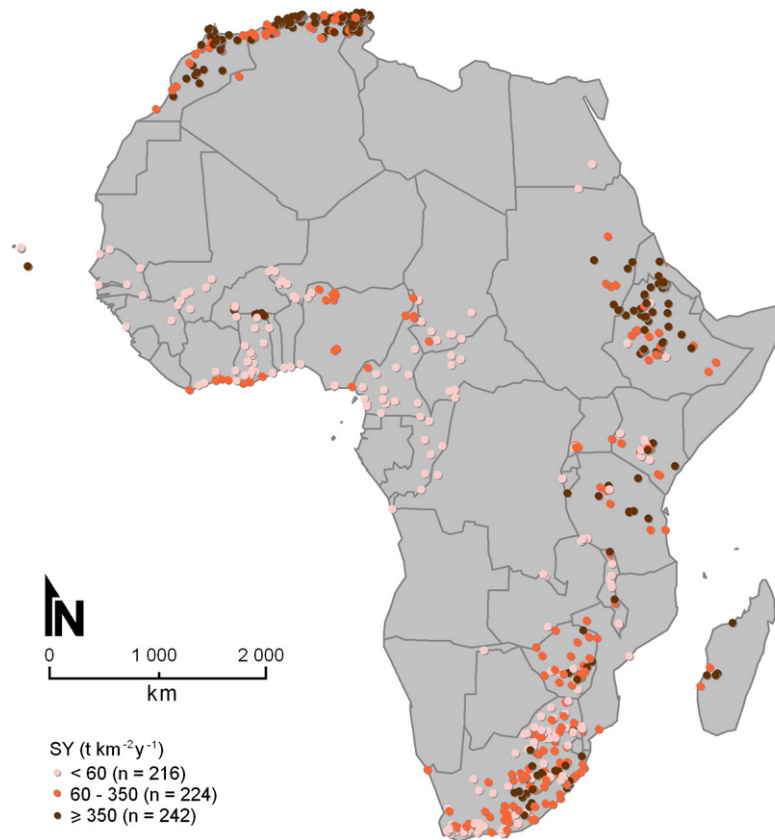 N
0 1 000 2 000
km
SY (t km⁻²y⁻¹)
< 60 (n = 216)
60 - 350 (n = 224)
≥ 350 (n = 242)